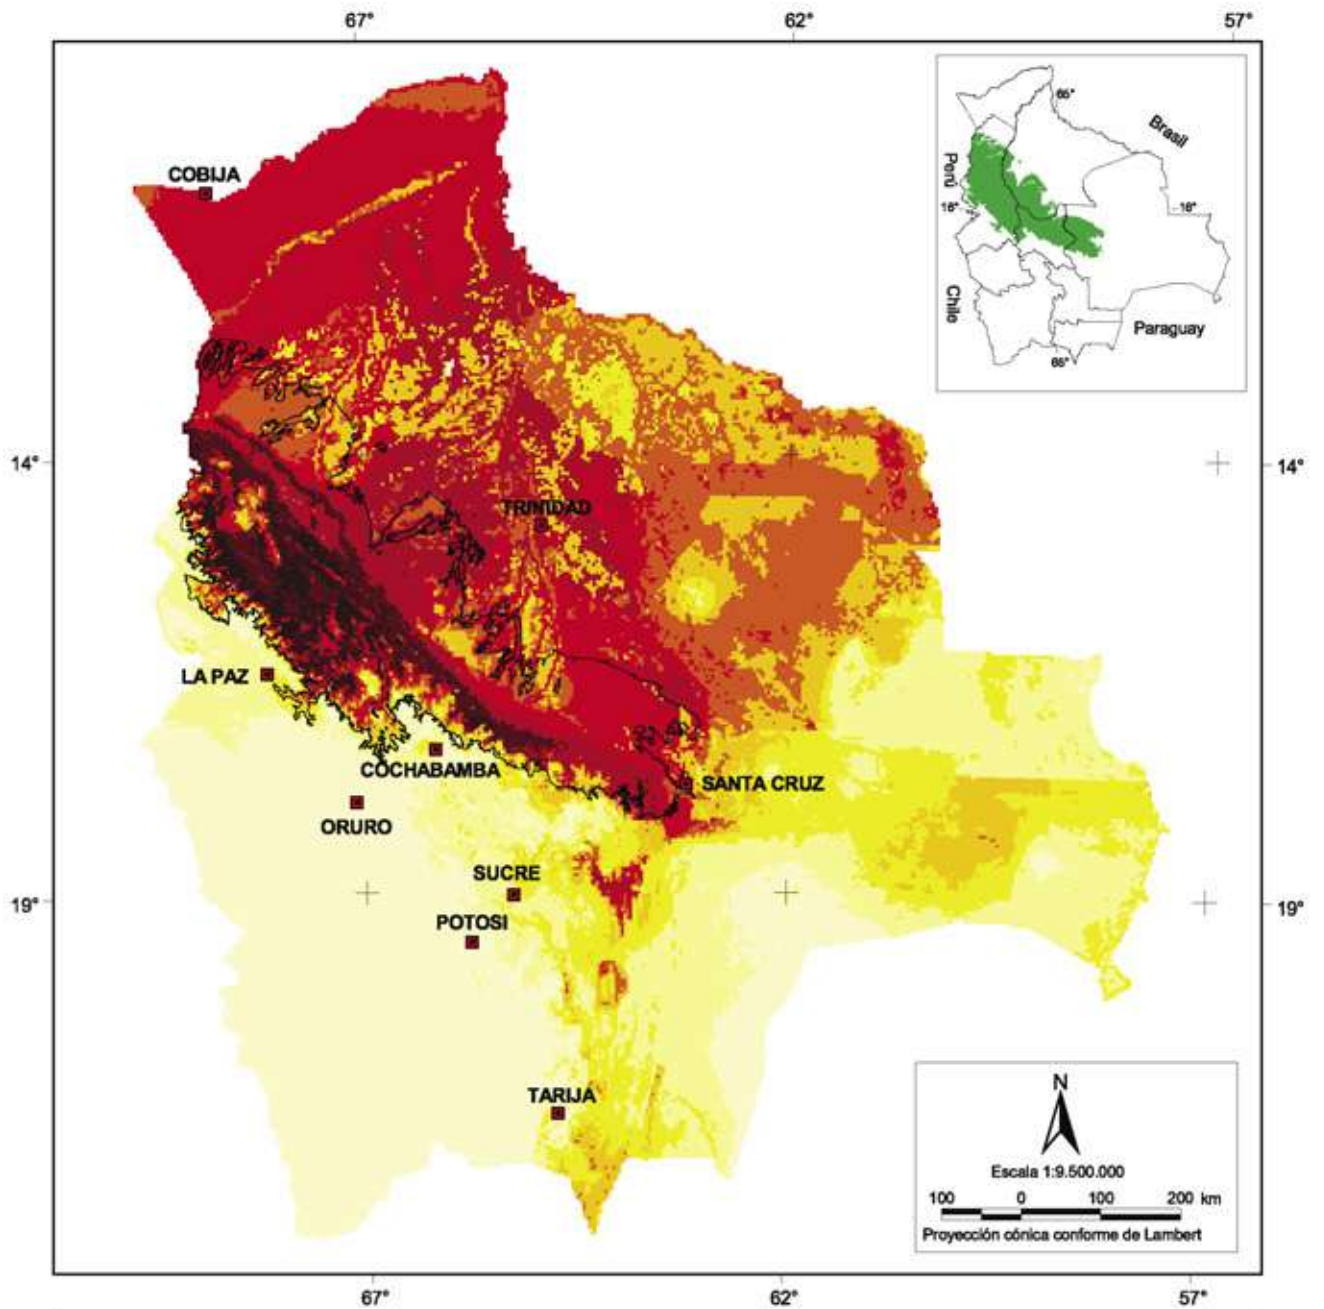 67°
62°
57°
65°
Brasil
Perú
16°
16°
Chile
Paraguay
65°
COBIJA
14°
14°
TRINIDAD
LA PAZ
COCHABAMBA
SANTA CRUZ
ORURO
SUCRE
19°
19°
POTOSI
TARIJA
N
Escala 1:9.500.000
100 0 100 200 km
Proyección cónica conforme de Lambert
67°
62°
57°